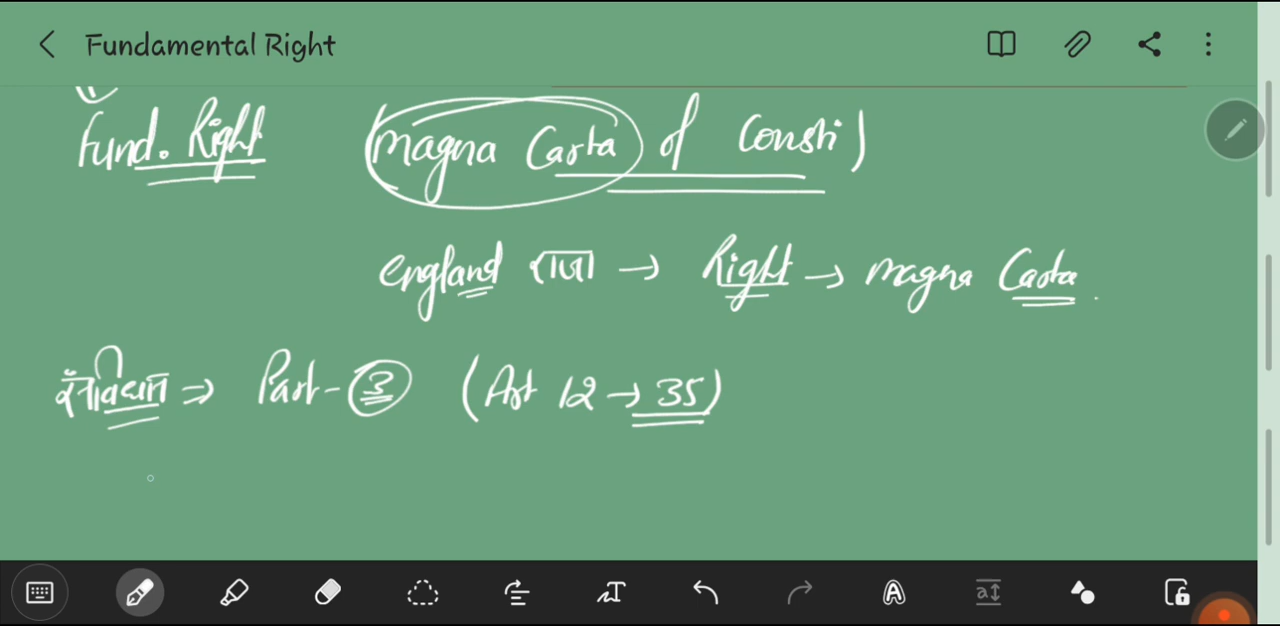 Fundamental Right
Fund. Right (Magna Carta of Consti)
England राजा → Right → Magna Carta.
संविधान ⇒ Part-3 (Art 12 → 35)